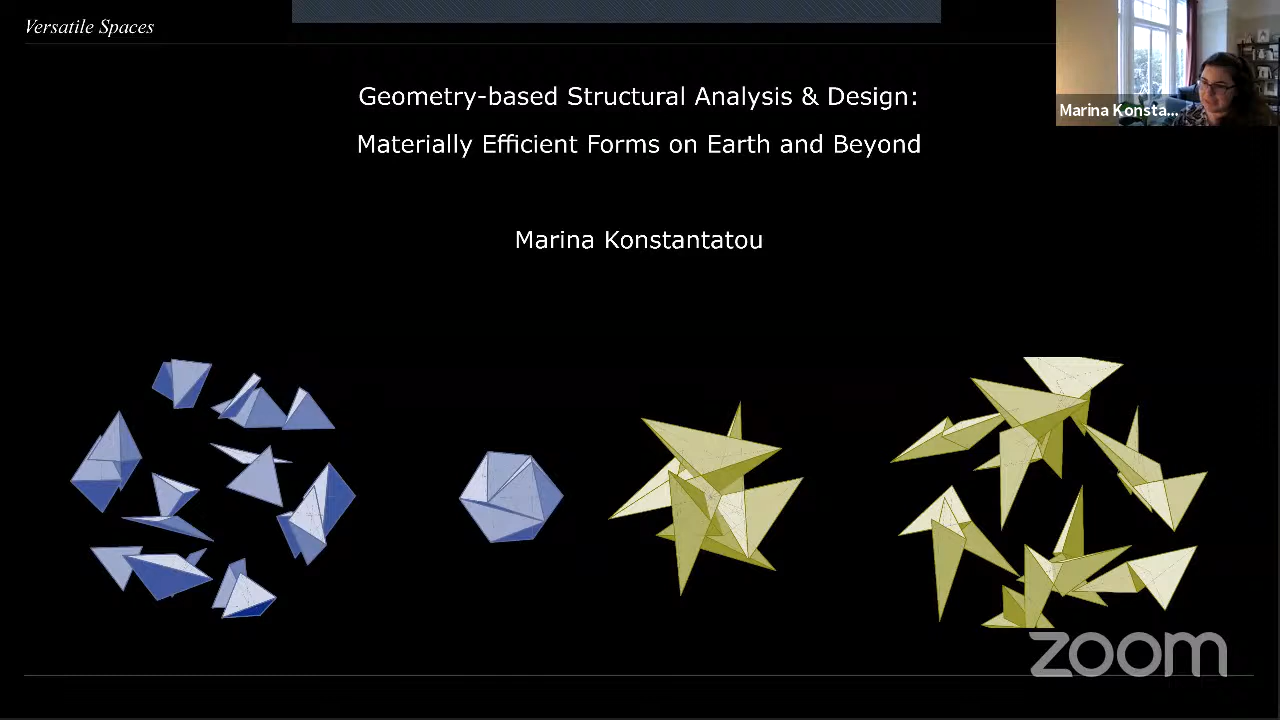 Versatile Spaces
Geometry-based Structural Analysis & Design:
Materially Efficient Forms on Earth and Beyond
Marina Konstantatou
Marina Konsta...
zoom